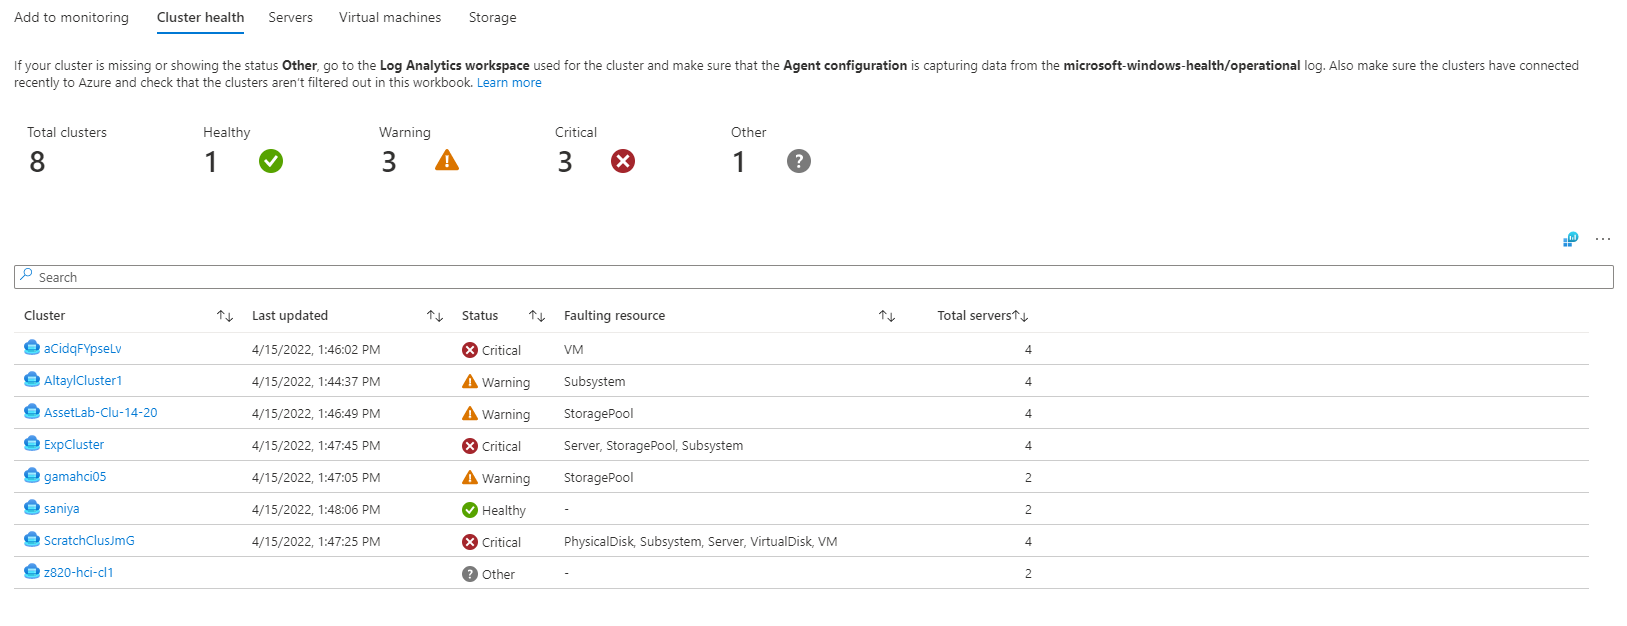 Add to monitoring Cluster health Servers Virtual machines Storage
If your cluster is missing or showing the status Other, go to the Log Analytics workspace used for the cluster and make sure that the Agent configuration is capturing data from the microsoft-windows-health/operational log. Also make sure the clusters have connected
recently to Azure and check that the clusters aren't filtered out in this workbook. Learn more
Total clusters Healthy Warning Critical Other
8 1 3 3 1
Search
Cluster Last updated Status Faulting resource Total servers
aCidqFYpseLv 4/15/2022, 1:46:02 PM Critical VM 4
AltaylCluster1 4/15/2022, 1:44:37 PM Warning Subsystem 4
AssetLab-Clu-14-20 4/15/2022, 1:46:49 PM Warning StoragePool 4
ExpCluster 4/15/2022, 1:47:45 PM Critical Server, StoragePool, Subsystem 4
gamahci05 4/15/2022, 1:47:05 PM Warning StoragePool 2
saniya 4/15/2022, 1:48:06 PM Healthy - 2
ScratchClusJmG 4/15/2022, 1:47:25 PM Critical PhysicalDisk, Subsystem, Server, VirtualDisk, VM 4
z820-hci-cl1 Other - 2